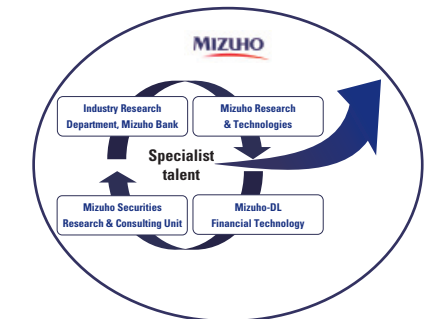 MIZUHO
Industry Research
Department, Mizuho Bank
Mizuho Research
& Technologies
Specialist
talent
Mizuho Securities
Research & Consulting Unit
Mizuho-DL
Financial Technology